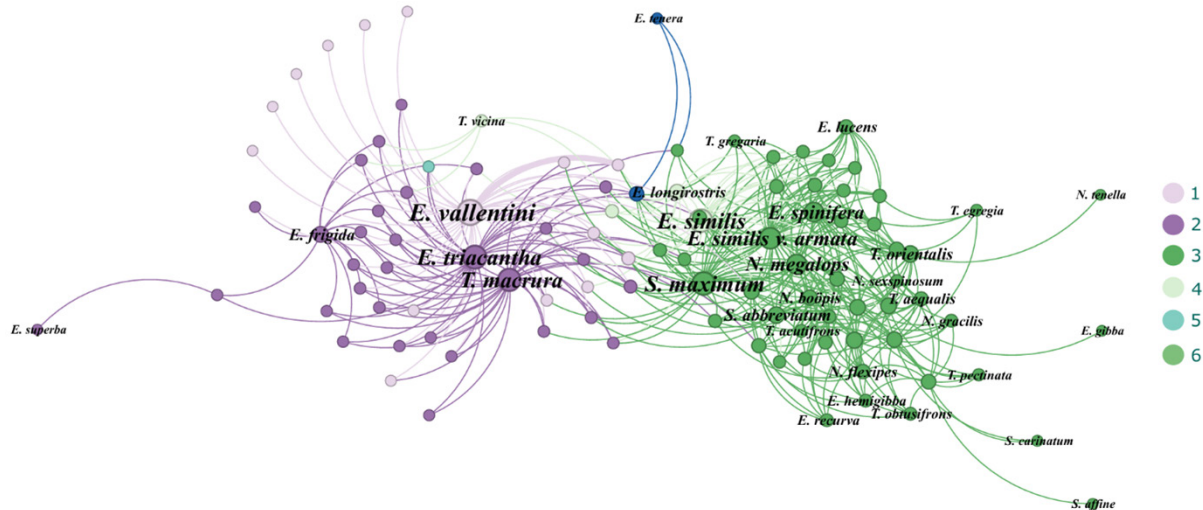 E. tenera
T. vicina
E. lucens
T. gregaria
E. longirostris
N. tenella
E. vallentini
E. similis
E. spinifera
T. egregia
E. frigida
E. similis v. armata
E. triacantha
T. orientalis
N. megalops
T. macrura
S. maximum
N. sexspinosum
N. boöpis
T. aequalis
S. abbreviatum
N. gracilis
E. superba
T. acutifrons
E. gibba
N. flexipes
T. pectinata
E. hemigibba
T. obtusifrons
E. recurva
S. carinatum
S. affine
1
2
3
4
5
6